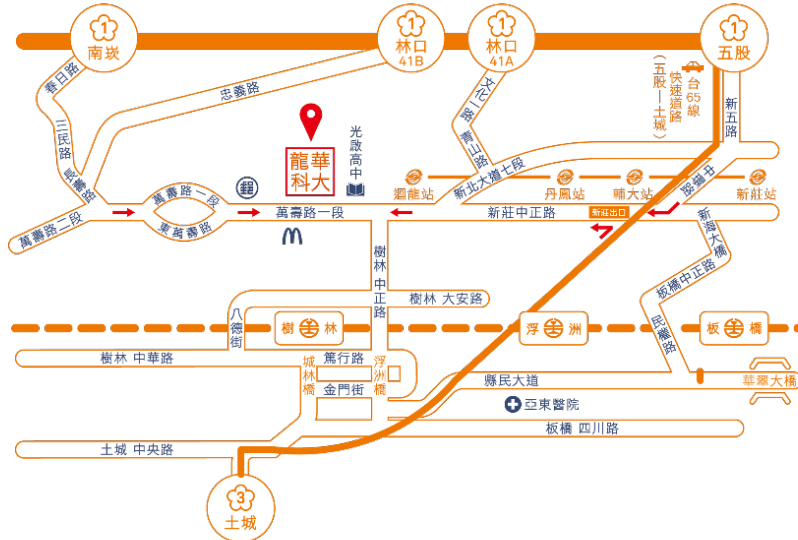 1
南崁
1
林口
41B
1
林口
41A
1
五股
春日路
忠義路
文化一路
青山路
台65線
快速道路
(五股—土城)
新五路
三民路
長壽路
龍華
科大
光啟高中
迴龍站
新北大道七段
丹鳳站
輔大站
中華路
新莊站
萬壽路二段
萬壽路一段
東萬壽路
郵
萬壽路一段
新莊中正路
新莊出口
新海大橋
樹林 中正路
板橋中正路
民權路
樹林 大安路
八德街
樹林
浮洲
板橋
樹林 中華路
城林橋
篤行路
浮洲橋
金門街
縣民大道
華翠大橋
亞東醫院
板橋 四川路
土城 中央路
3
土城